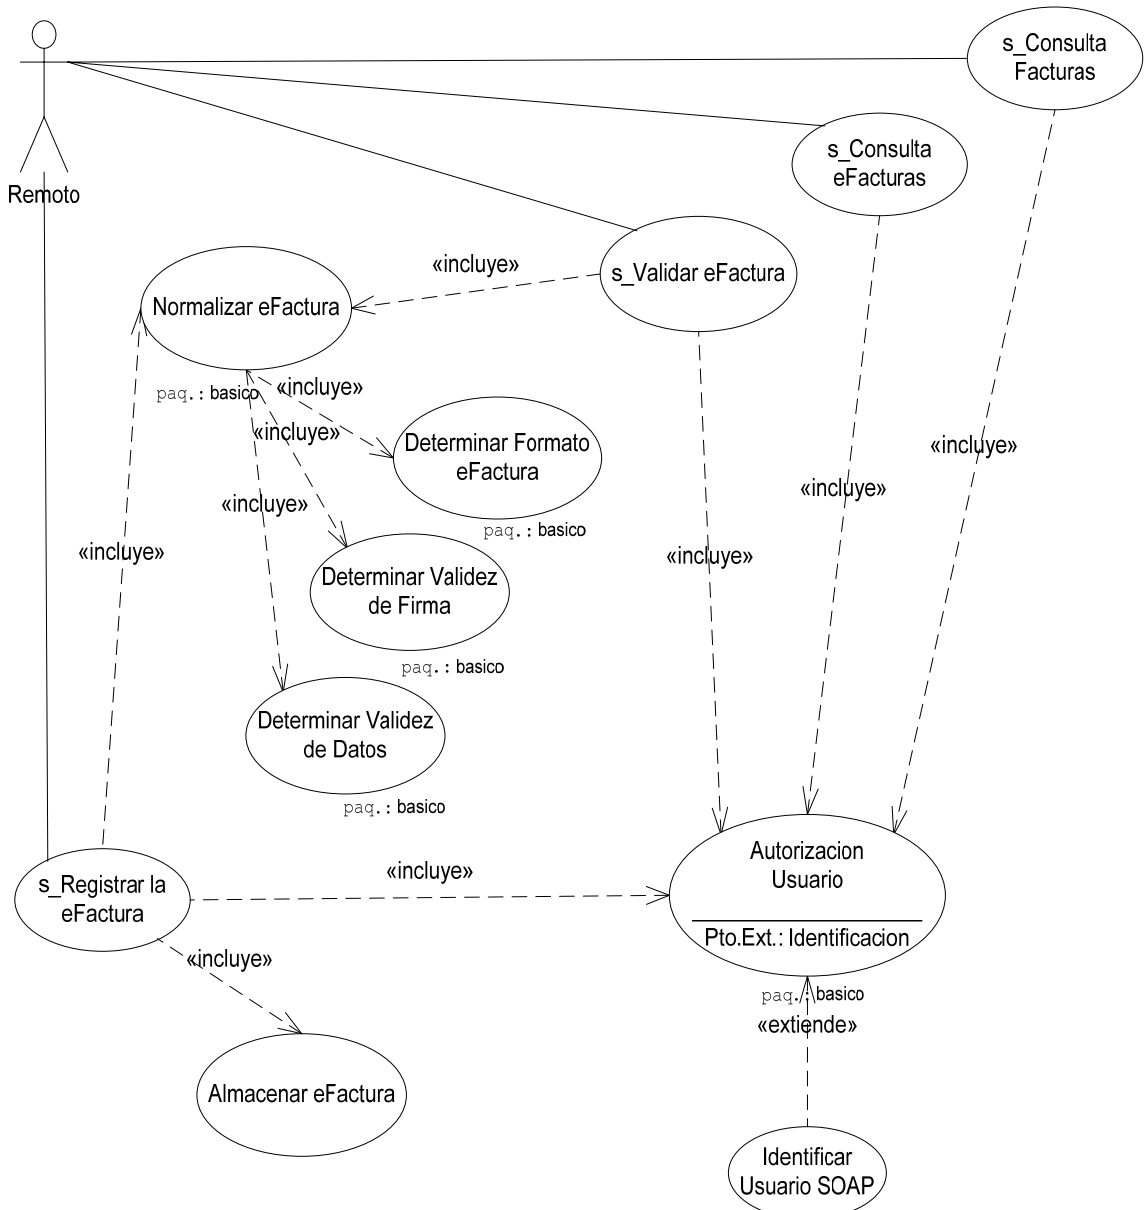 s_Consulta
Facturas
s_Consulta
eFacturas
Remoto
«incluye»
s_Validar eFactura
Normalizar eFactura
paq.: basico
«incluye»
«incluye»
Determinar Formato
eFactura
«incluye»
«incluye»
«incluye»
paq.: basico
«incluye»
«incluye»
Determinar Validez
de Firma
paq.: basico
Determinar Validez
de Datos
paq.: basico
Autorizacion
Usuario
«incluye»
s_Registrar la
eFactura
Pto.Ext.: Identificacion
«incluye»
paq.: basico
«extiende»
Almacenar eFactura
Identificar
Usuario SOAP